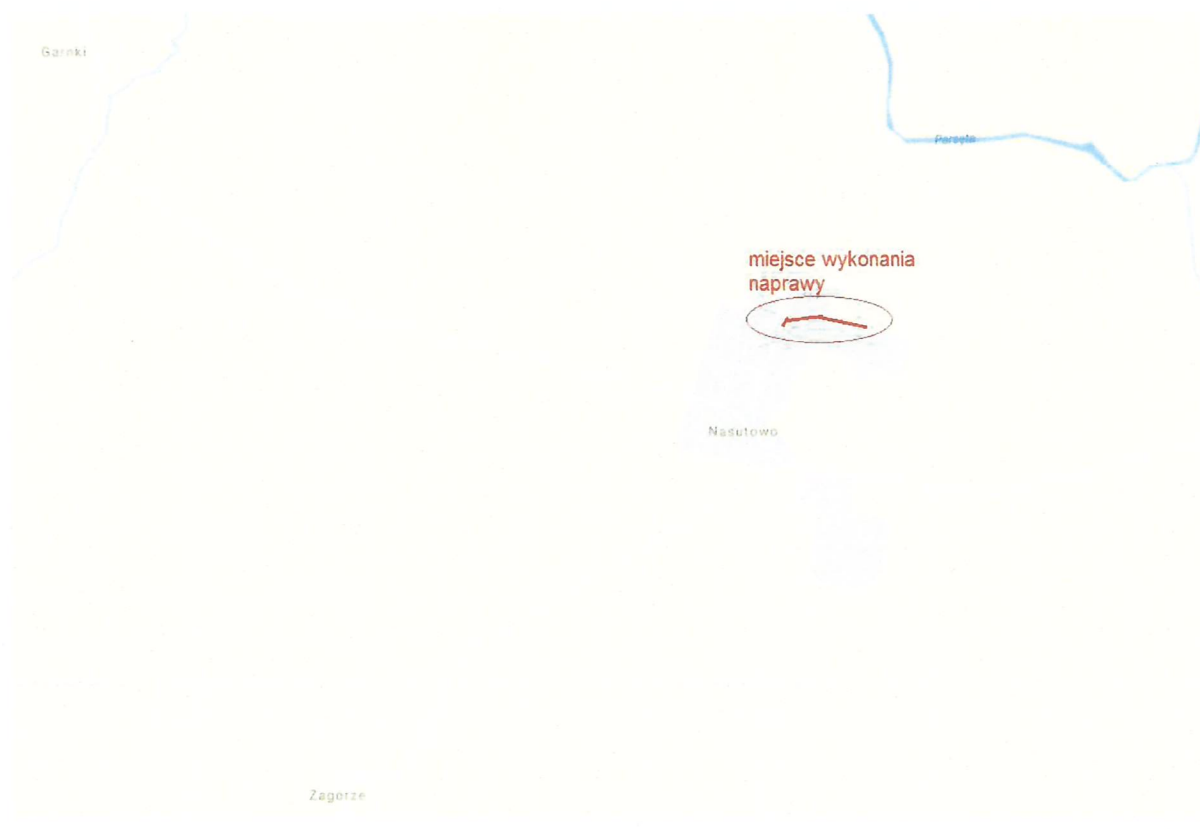 Garnki
Parsęta
miejsce wykonania
naprawy
Nasutowo
Zagórze